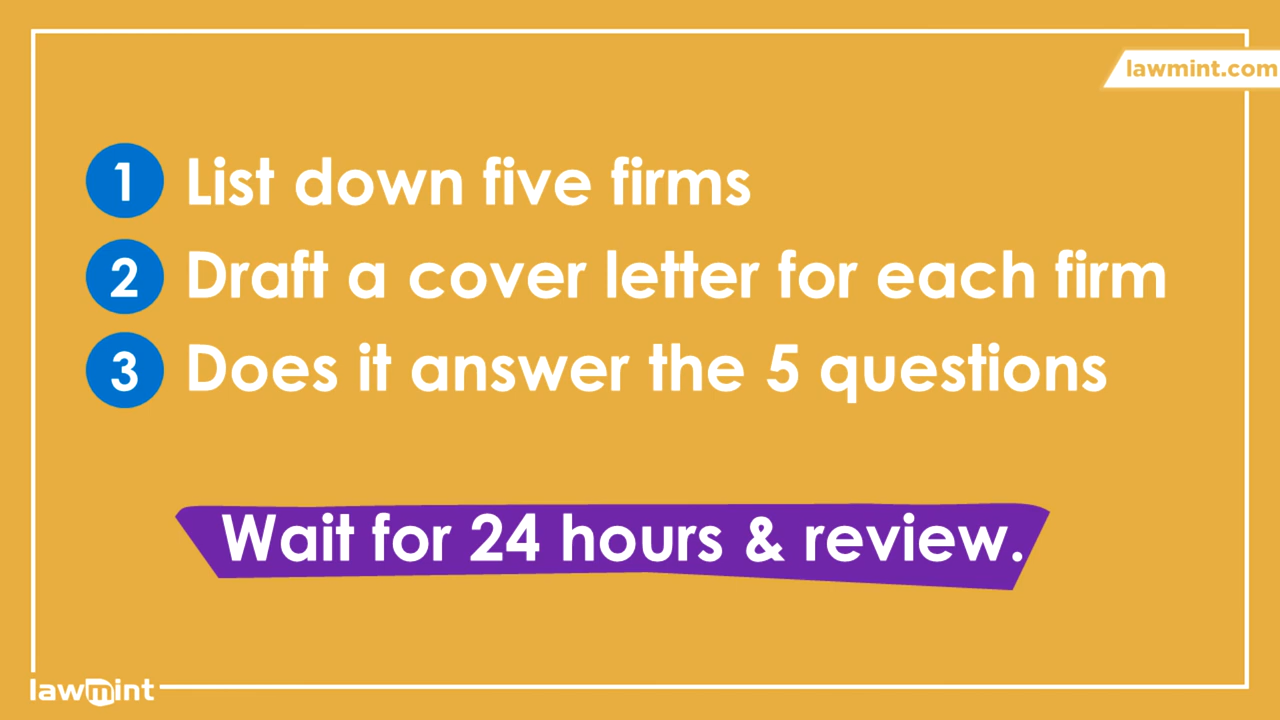 lawmint.com
1 List down five firms
2 Draft a cover letter for each firm
3 Does it answer the 5 questions
Wait for 24 hours & review.
lawmint